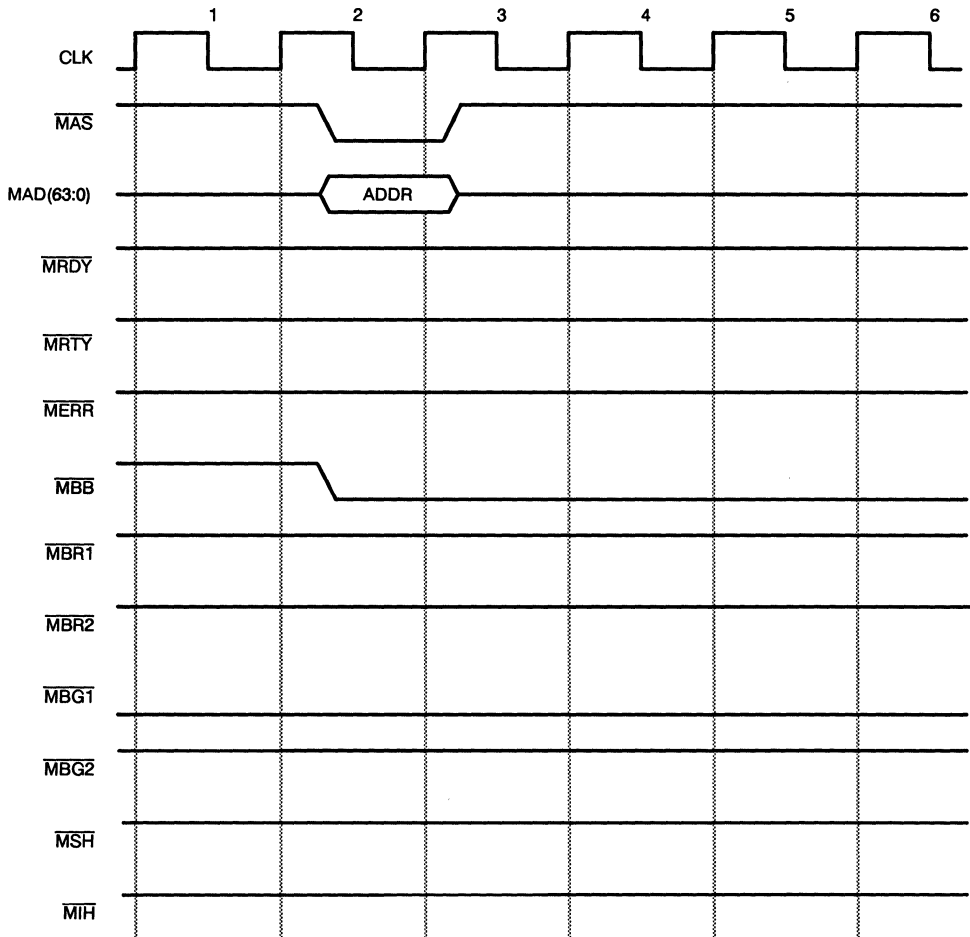 1 2 3 4 5 6
CLK
MAS
MAD(63:0) ADDR
MRDY
MRTY
MERR
MBB
MBR1
MBR2
MBG1
MBG2
MSH
MIH